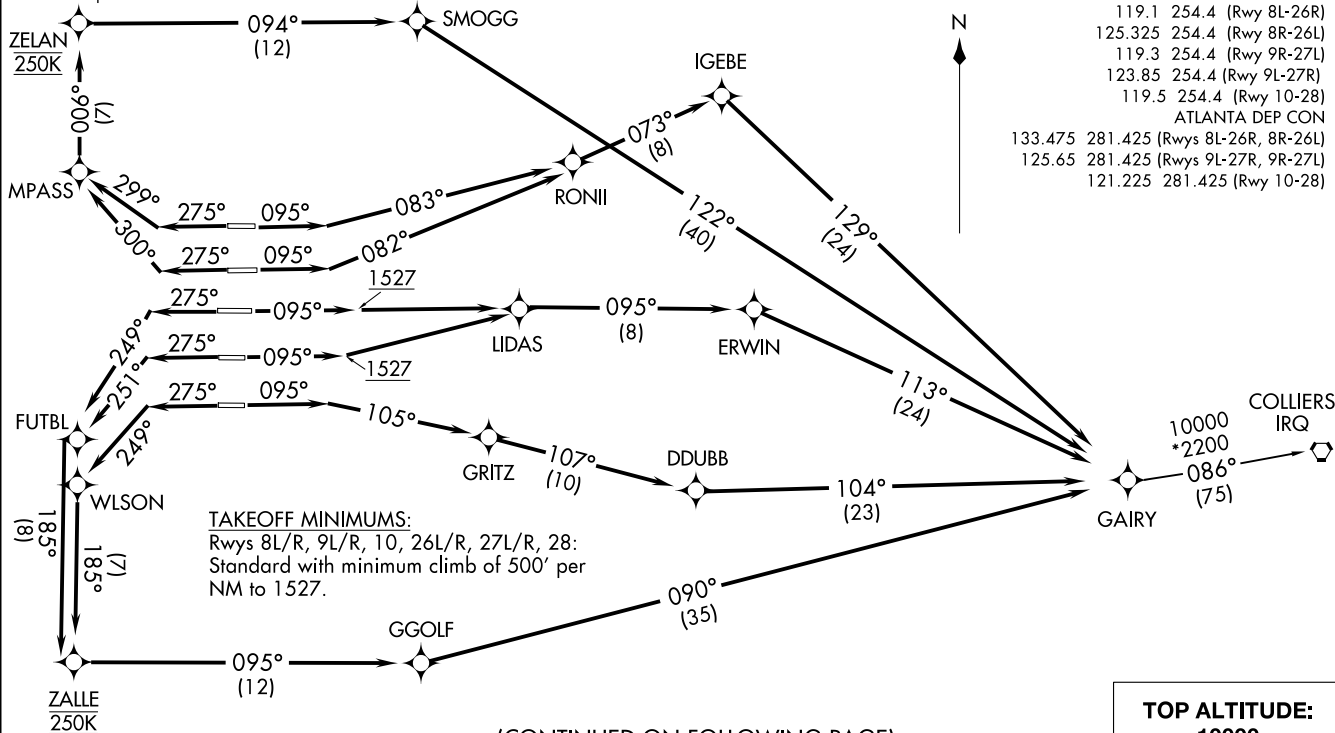 119.1 254.4 (Rwy 8L-26R)
125.325 254.4 (Rwy 8R-26L)
119.3 254.4 (Rwy 9R-27L)
123.85 254.4 (Rwy 9L-27R)
119.5 254.4 (Rwy 10-28)
ATLANTA DEP CON
133.475 281.425 (Rwys 8L-26R, 8R-26L)
125.65 281.425 (Rwys 9L-27R, 9R-27L)
121.225 281.425 (Rwy 10-28)
N
ZELAN
250K
094°
(12)
SMOGG
IGEBE
006°
(7)
MPASS
073°
(8)
RONII
299°
275°
095°
083°
300°
275°
095°
082°
122°
(40)
129°
(24)
275°
095°
1527
249°
LIDAS
095°
(8)
ERWIN
275°
095°
1527
251°
113°
(24)
275°
095°
105°
249°
FUTBL
WLSON
GRITZ
107°
(10)
DDUBB
104°
(23)
GAIRY
10000
*2200
086°
(75)
COLLIERS
IRQ
185°
(8)
185°
(7)
TAKEOFF MINIMUMS:
Rwys 8L/R, 9L/R, 10, 26L/R, 27L/R, 28:
Standard with minimum climb of 500' per
NM to 1527.
090°
(35)
GGOLF
095°
(12)
ZALLE
250K
TOP ALTITUDE: